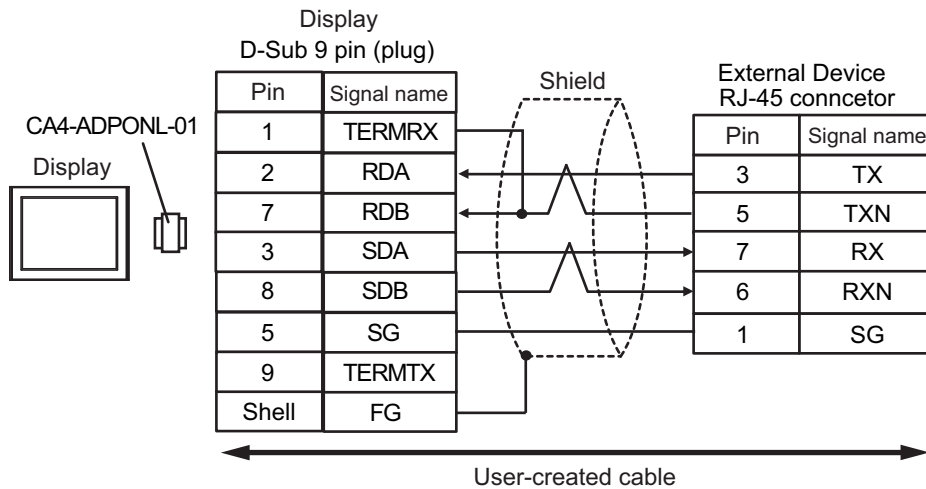 Display
D-Sub 9 pin (plug)
Shield
External Device
RJ-45 conncetor
CA4-ADPONL-01
Display
Pin Signal name
1 TERMRX
2 RDA
7 RDB
3 SDA
8 SDB
5 SG
9 TERMTX
Shell FG
Pin Signal name
3 TX
5 TXN
7 RX
6 RXN
1 SG
User-created cable